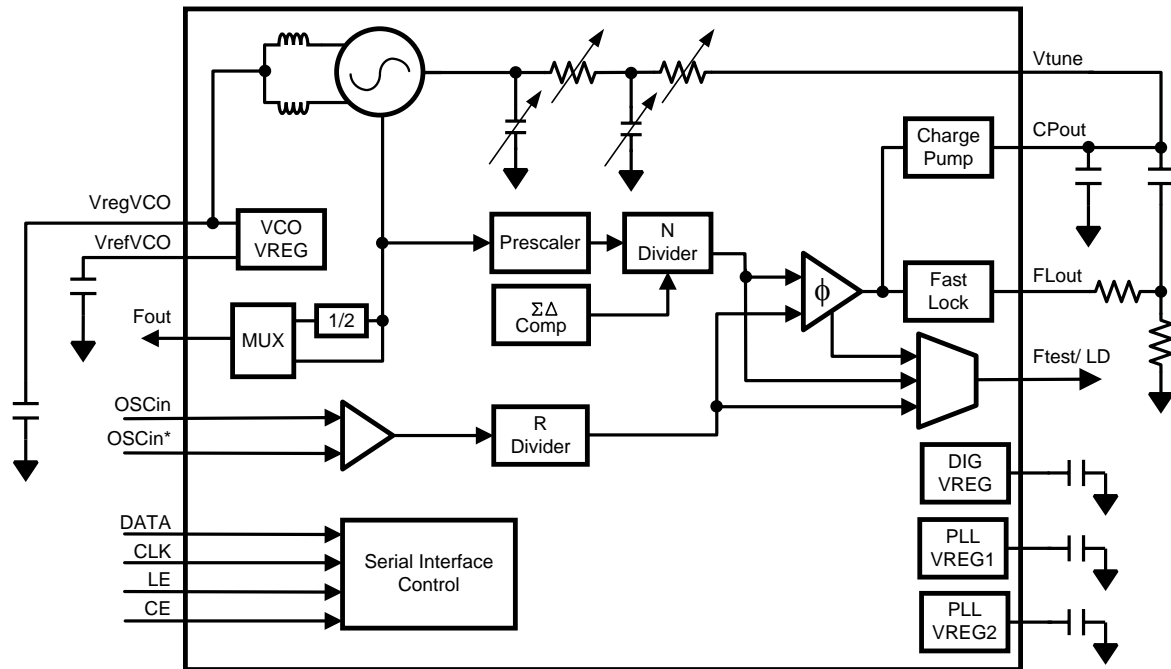 Vtune
CPout
Charge
Pump
VregVCO
VCO
VREG
VrefVCO
Prescaler
N
Divider
ϕ
Fast
Lock
FLout
ΣΔ
Comp
Fout
MUX
1/2
Ftest/ LD
OSCin
OSCin*
R
Divider
DIG
VREG
DATA
CLK
LE
CE
Serial Interface
Control
PLL
VREG1
PLL
VREG2